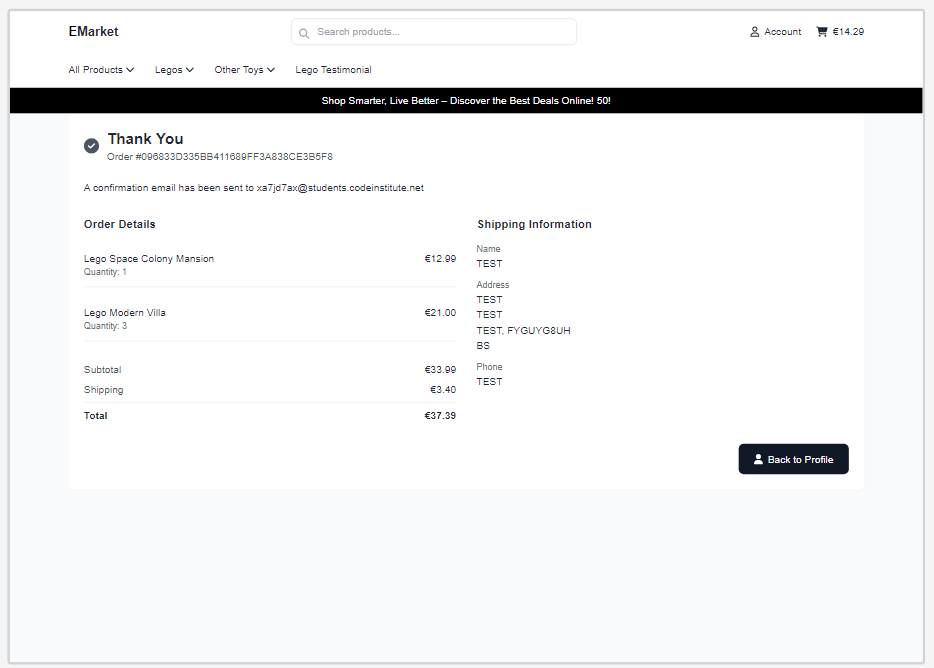 EMarket
Search products...
Account
€14.29
All Products
Legos
Other Toys
Lego Testimonial
Shop Smarter, Live Better – Discover the Best Deals Online! 50!
Thank You
Order #096833D335BB411689FF3A838CE3B5F8
A confirmation email has been sent to xa7jd7ax@students.codeinstitute.net
Order Details
Lego Space Colony Mansion €12.99
Quantity: 1
Lego Modern Villa €21.00
Quantity: 3
Subtotal €33.99
Shipping €3.40
Total €37.39
Shipping Information
Name
TEST
Address
TEST
TEST
TEST, FYGUYG8UH
BS
Phone
TEST
Back to Profile